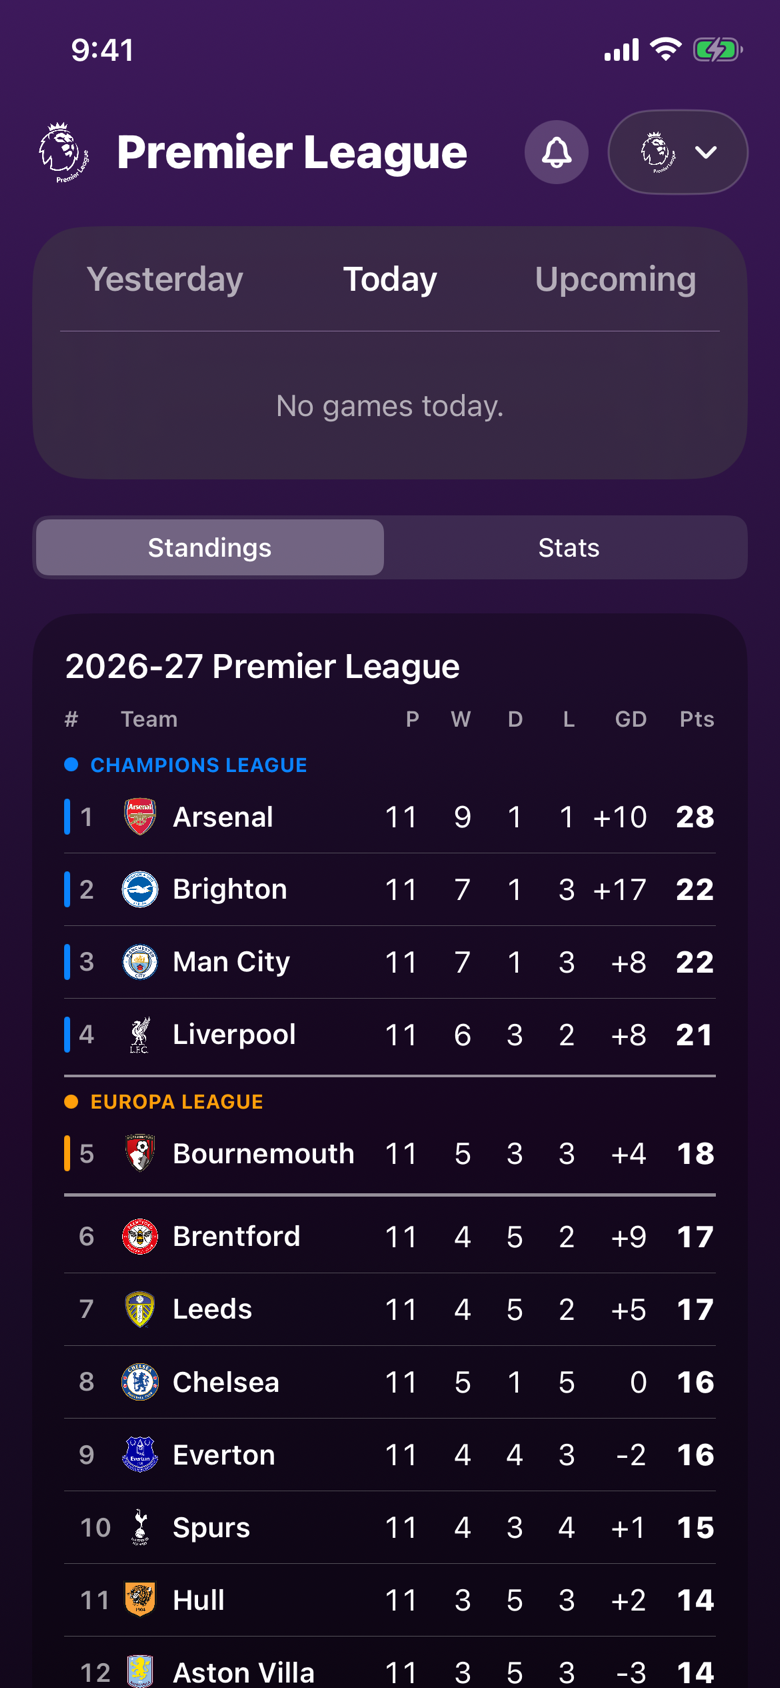 9:41
Premier League
Yesterday Today Upcoming
No games today.
Standings Stats
2026-27 Premier League
# Team P W D L GD Pts
CHAMPIONS LEAGUE
1 Arsenal 11 9 1 1 +10 28
2 Brighton 11 7 1 3 +17 22
3 Man City 11 7 1 3 +8 22
4 Liverpool 11 6 3 2 +8 21
EUROPA LEAGUE
5 Bournemouth 11 5 3 3 +4 18
6 Brentford 11 4 5 2 +9 17
7 Leeds 11 4 5 2 +5 17
8 Chelsea 11 5 1 5 0 16
9 Everton 11 4 4 3 -2 16
10 Spurs 11 4 3 4 +1 15
11 Hull 11 3 5 3 +2 14
12 Aston Villa 11 3 5 3 -3 14